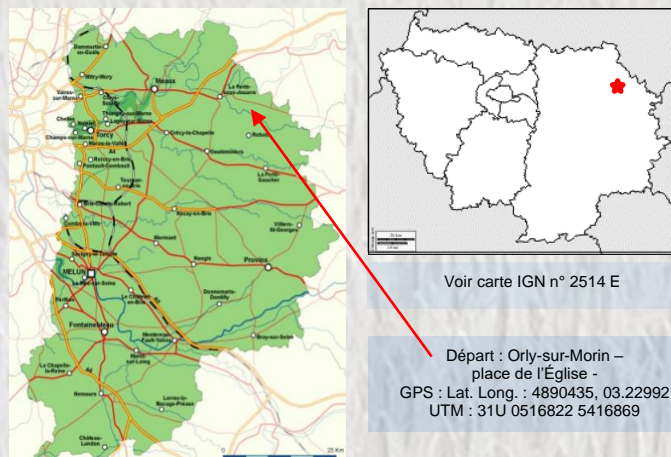 Dammartin-
en-Goële
Mitry-Mory
Meaux
La Ferté-
sous-Jouarre
Vaires-
sur-Marne
Claye-
Souilly
Thorigny-sur-Marne
Lagny-sur-Marne
Chelles
Noisiel
Torcy
Champs-sur-Marne
Marne-la-Vallée
Crécy-la-Chapelle
Rebais
A4
Roissy-en-Brie
Pontault-Combault
Coulommiers
La Ferté-
Gaucher
Tournan-
en-Brie
Brie-Comte-Robert
Rozay-en-Brie
Combs-la-Ville
Villiers-
St-Georges
Mormant
Savigny-le-Temple
Nangis
Provins
MELUN
Le Châtelet
en-Brie
Donnemarie-
Dontilly
Perthes
Fontainebleau
Montereau-
Fault-Yonne
Bray-sur-Seine
Moret-
sur-Loing
La Chapelle-
la-Reine
A6
Nemours
Lorrez-le-
Bocage-Préaux
Château-
Landon
25 Km
Voir carte IGN n° 2514 E
Départ : Orly-sur-Morin –
place de l’Église -
GPS : Lat. Long. : 4890435, 03.22992
UTM : 31U 0516822 5416869